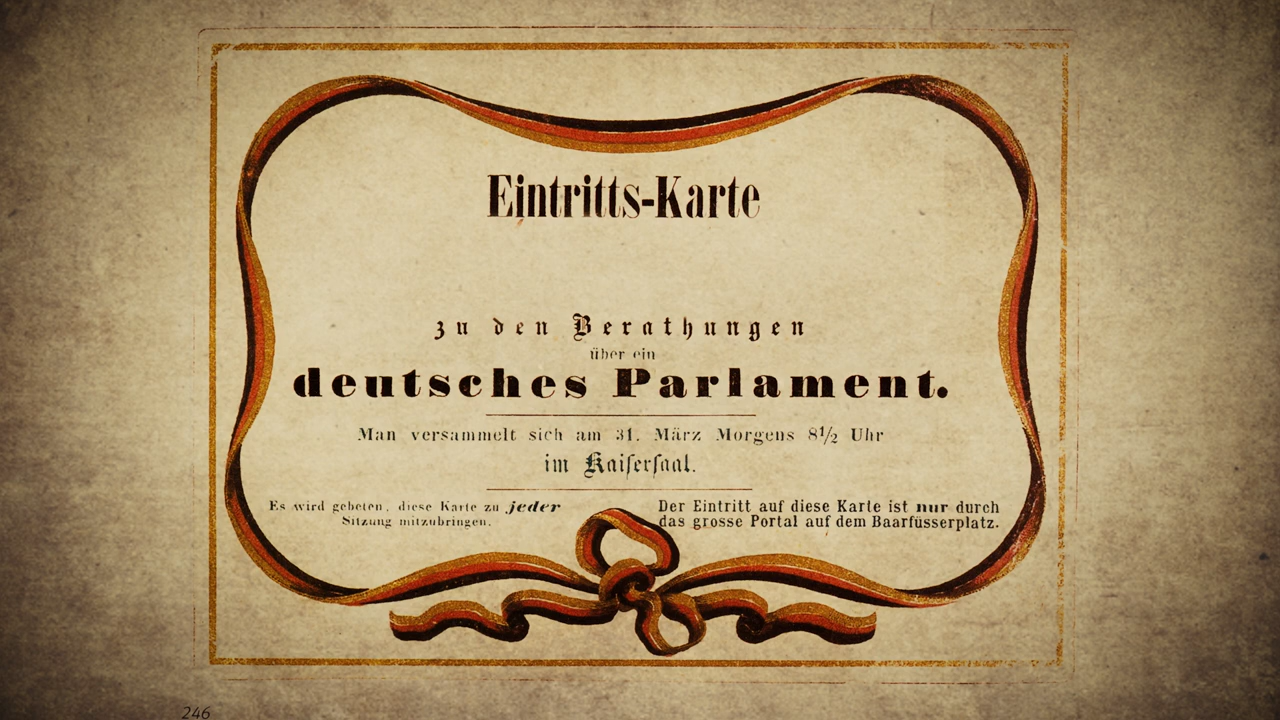 Eintritts-Karte
zu den Berathungen
über ein
deutsches Parlament.
Man versammelt sich am 31. März Morgens 8½ Uhr
im Kaisersaal.
Es wird gebeten, diese Karte zu jeder
Sitzung mitzubringen.
Der Eintritt auf diese Karte ist nur durch
das grosse Portal auf dem Baarfüsserplatz.
246